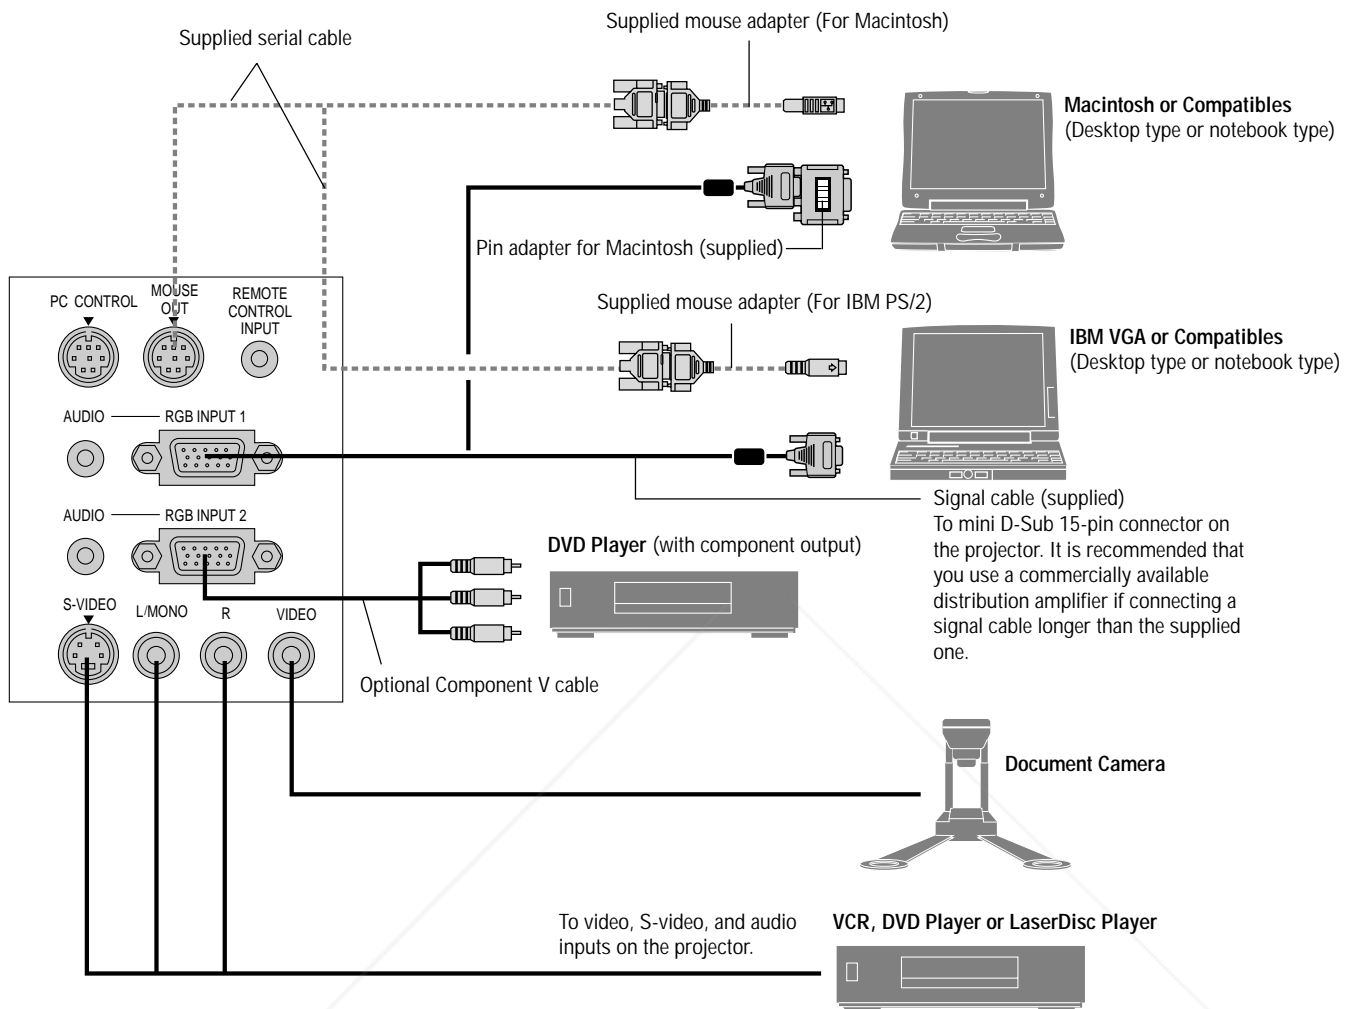 Supplied mouse adapter (For Macintosh)
Supplied serial cable
Macintosh or Compatibles
(Desktop type or notebook type)
Pin adapter for Macintosh (supplied)
PC CONTROL
MOUSE
OUT
REMOTE
CONTROL
INPUT
Supplied mouse adapter (For IBM PS/2)
IBM VGA or Compatibles
(Desktop type or notebook type)
AUDIO
RGB INPUT 1
Signal cable (supplied)
To mini D-Sub 15-pin connector on
the projector. It is recommended that
you use a commercially available
distribution amplifier if connecting a
signal cable longer than the supplied
one.
AUDIO
RGB INPUT 2
DVD Player (with component output)
S-VIDEO
L/MONO
R
VIDEO
Optional Component V cable
Document Camera
To video, S-video, and audio
inputs on the projector.
VCR, DVD Player or LaserDisc Player